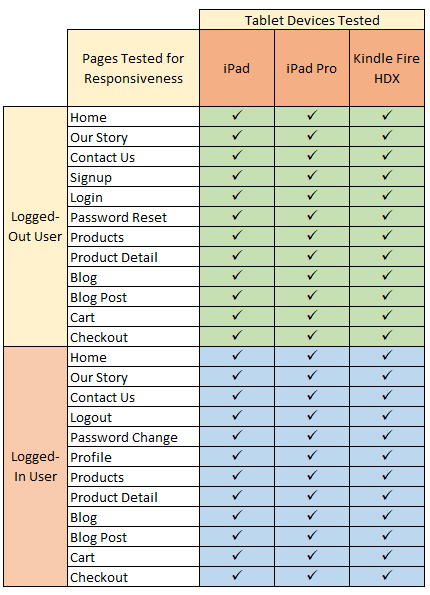 Tablet Devices Tested
Pages Tested for
Responsiveness
iPad
iPad Pro
Kindle Fire
HDX
Logged-
Out User
Home ✓ ✓ ✓
Our Story ✓ ✓ ✓
Contact Us ✓ ✓ ✓
Signup ✓ ✓ ✓
Login ✓ ✓ ✓
Password Reset ✓ ✓ ✓
Products ✓ ✓ ✓
Product Detail ✓ ✓ ✓
Blog ✓ ✓ ✓
Blog Post ✓ ✓ ✓
Cart ✓ ✓ ✓
Checkout ✓ ✓ ✓
Logged-
In User
Home ✓ ✓ ✓
Our Story ✓ ✓ ✓
Contact Us ✓ ✓ ✓
Logout ✓ ✓ ✓
Password Change ✓ ✓ ✓
Profile ✓ ✓ ✓
Products ✓ ✓ ✓
Product Detail ✓ ✓ ✓
Blog ✓ ✓ ✓
Blog Post ✓ ✓ ✓
Cart ✓ ✓ ✓
Checkout ✓ ✓ ✓